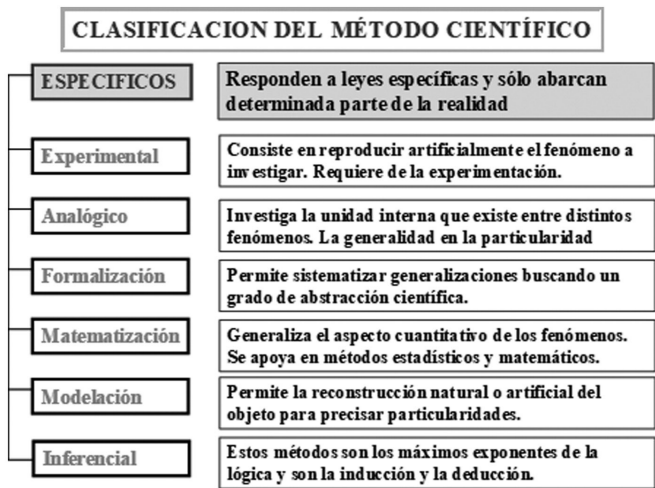 CLASIFICACION DEL MÉTODO CIENTÍFICO
ESPECIFICOS
Responden a leyes específicas y sólo abarcan
determinada parte de la realidad
Experimental
Consiste en reproducir artificialmente el fenómeno a
investigar. Requiere de la experimentación.
Analógico
Investiga la unidad interna que existe entre distintos
fenómenos. La generalidad en la particularidad
Formalización
Permite sistematizar generalizaciones buscando un
grado de abstracción científica.
Matematización
Generaliza el aspecto cuantitativo de los fenómenos.
Se apoya en métodos estadísticos y matemáticos.
Modelación
Permite la reconstrucción natural o artificial del
objeto para precisar particularidades.
Inferencial
Estos métodos son los máximos exponentes de la
lógica y son la inducción y la deducción.